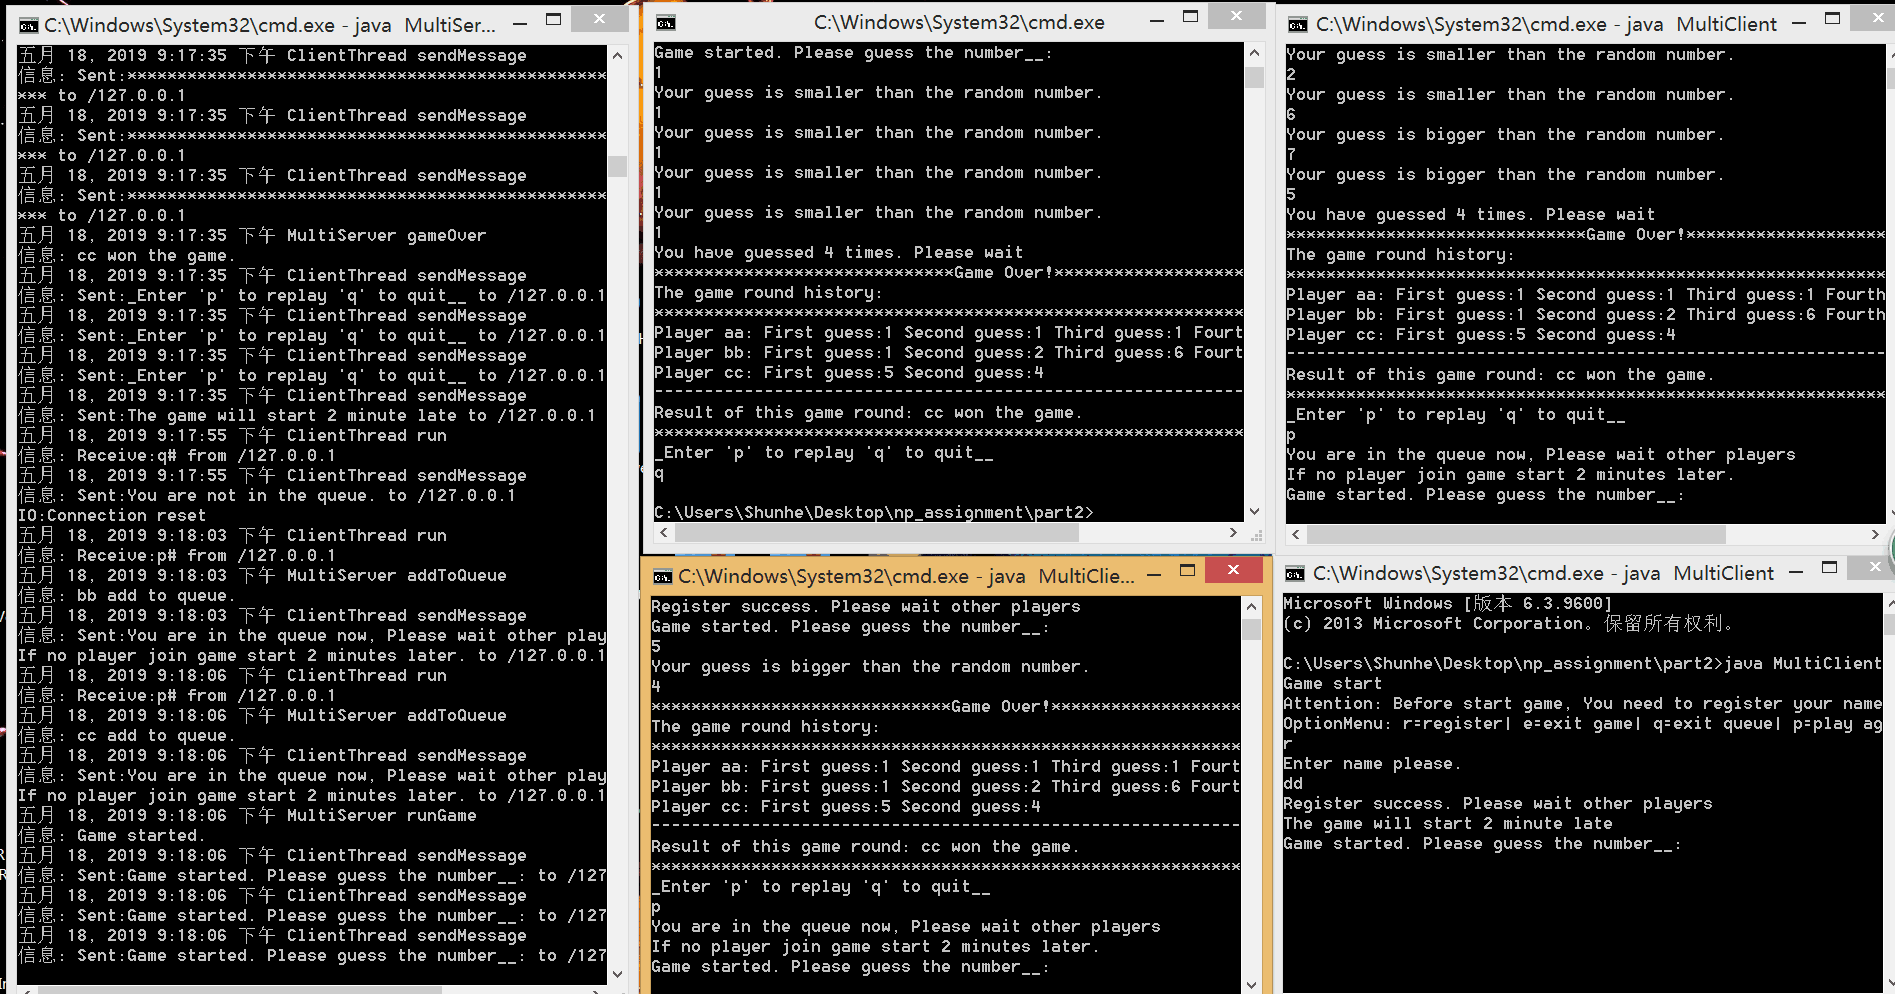 C:\Windows\System32\cmd.exe - java  MultiSer...
五月 18, 2019 9:17:35 下午 ClientThread sendMessage
信息: Sent:************************************************
*** to /127.0.0.1
五月 18, 2019 9:17:35 下午 ClientThread sendMessage
信息: Sent:************************************************
*** to /127.0.0.1
五月 18, 2019 9:17:35 下午 ClientThread sendMessage
信息: Sent:************************************************
*** to /127.0.0.1
五月 18, 2019 9:17:35 下午 MultiServer gameOver
信息: cc won the game.
五月 18, 2019 9:17:35 下午 ClientThread sendMessage
信息: Sent:_Enter 'p' to replay 'q' to quit__ to /127.0.0.1
五月 18, 2019 9:17:35 下午 ClientThread sendMessage
信息: Sent:_Enter 'p' to replay 'q' to quit__ to /127.0.0.1
五月 18, 2019 9:17:35 下午 ClientThread sendMessage
信息: Sent:_Enter 'p' to replay 'q' to quit__ to /127.0.0.1
五月 18, 2019 9:17:35 下午 ClientThread sendMessage
信息: Sent:The game will start 2 minute late to /127.0.0.1
五月 18, 2019 9:17:55 下午 ClientThread run
信息: Receive:q# from /127.0.0.1
五月 18, 2019 9:17:55 下午 ClientThread sendMessage
信息: Sent:You are not in the queue. to /127.0.0.1
IO:Connection reset
五月 18, 2019 9:18:03 下午 ClientThread run
信息: Receive:p# from /127.0.0.1
五月 18, 2019 9:18:03 下午 MultiServer addToQueue
信息: bb add to queue.
五月 18, 2019 9:18:03 下午 ClientThread sendMessage
信息: Sent:You are in the queue now, Please wait other play
If no player join game start 2 minutes later. to /127.0.0.1
五月 18, 2019 9:18:06 下午 ClientThread run
信息: Receive:p# from /127.0.0.1
五月 18, 2019 9:18:06 下午 MultiServer addToQueue
信息: cc add to queue.
五月 18, 2019 9:18:06 下午 ClientThread sendMessage
信息: Sent:You are in the queue now, Please wait other play
If no player join game start 2 minutes later. to /127.0.0.1
五月 18, 2019 9:18:06 下午 MultiServer runGame
信息: Game started.
五月 18, 2019 9:18:06 下午 ClientThread sendMessage
信息: Sent:Game started. Please guess the number__: to /127
五月 18, 2019 9:18:06 下午 ClientThread sendMessage
信息: Sent:Game started. Please guess the number__: to /127
五月 18, 2019 9:18:06 下午 ClientThread sendMessage
信息: Sent:Game started. Please guess the number__: to /127
C:\Windows\System32\cmd.exe
Game started. Please guess the number__:
1
Your guess is smaller than the random number.
1
Your guess is smaller than the random number.
1
Your guess is smaller than the random number.
1
Your guess is smaller than the random number.
1
You have guessed 4 times. Please wait
******************************Game Over!*******************
The game round history:
***********************************************************
Player aa: First guess:1 Second guess:1 Third guess:1 Fourt
Player bb: First guess:1 Second guess:2 Third guess:6 Fourt
Player cc: First guess:5 Second guess:4
-----------------------------------------------------------
Result of this game round: cc won the game.
***********************************************************
_Enter 'p' to replay 'q' to quit__
q
C:\Users\Shunhe\Desktop\np_assignment\part2>
C:\Windows\System32\cmd.exe - java  MultiClient
Your guess is smaller than the random number.
2
Your guess is smaller than the random number.
6
Your guess is bigger than the random number.
7
Your guess is bigger than the random number.
5
You have guessed 4 times. Please wait
******************************Game Over!********************
The game round history:
************************************************************
Player aa: First guess:1 Second guess:1 Third guess:1 Fourth
Player bb: First guess:1 Second guess:2 Third guess:6 Fourth
Player cc: First guess:5 Second guess:4
------------------------------------------------------------
Result of this game round: cc won the game.
************************************************************
_Enter 'p' to replay 'q' to quit__
p
You are in the queue now, Please wait other players
If no player join game start 2 minutes later.
Game started. Please guess the number__:
C:\Windows\System32\cmd.exe - java  MultiClie...
Register success. Please wait other players
Game started. Please guess the number__:
5
Your guess is bigger than the random number.
4
******************************Game Over!*******************
The game round history:
***********************************************************
Player aa: First guess:1 Second guess:1 Third guess:1 Fourt
Player bb: First guess:1 Second guess:2 Third guess:6 Fourt
Player cc: First guess:5 Second guess:4
-----------------------------------------------------------
Result of this game round: cc won the game.
***********************************************************
_Enter 'p' to replay 'q' to quit__
p
You are in the queue now, Please wait other players
If no player join game start 2 minutes later.
Game started. Please guess the number__:
C:\Windows\System32\cmd.exe - java  MultiClient
Microsoft Windows [版本 6.3.9600]
(c) 2013 Microsoft Corporation。保留所有权利。
C:\Users\Shunhe\Desktop\np_assignment\part2>java MultiClient
Game start
Attention: Before start game, You need to register your name
OptionMenu: r=register| e=exit game| q=exit queue| p=play ag
r
Enter name please.
dd
Register success. Please wait other players
The game will start 2 minute late
Game started. Please guess the number__: